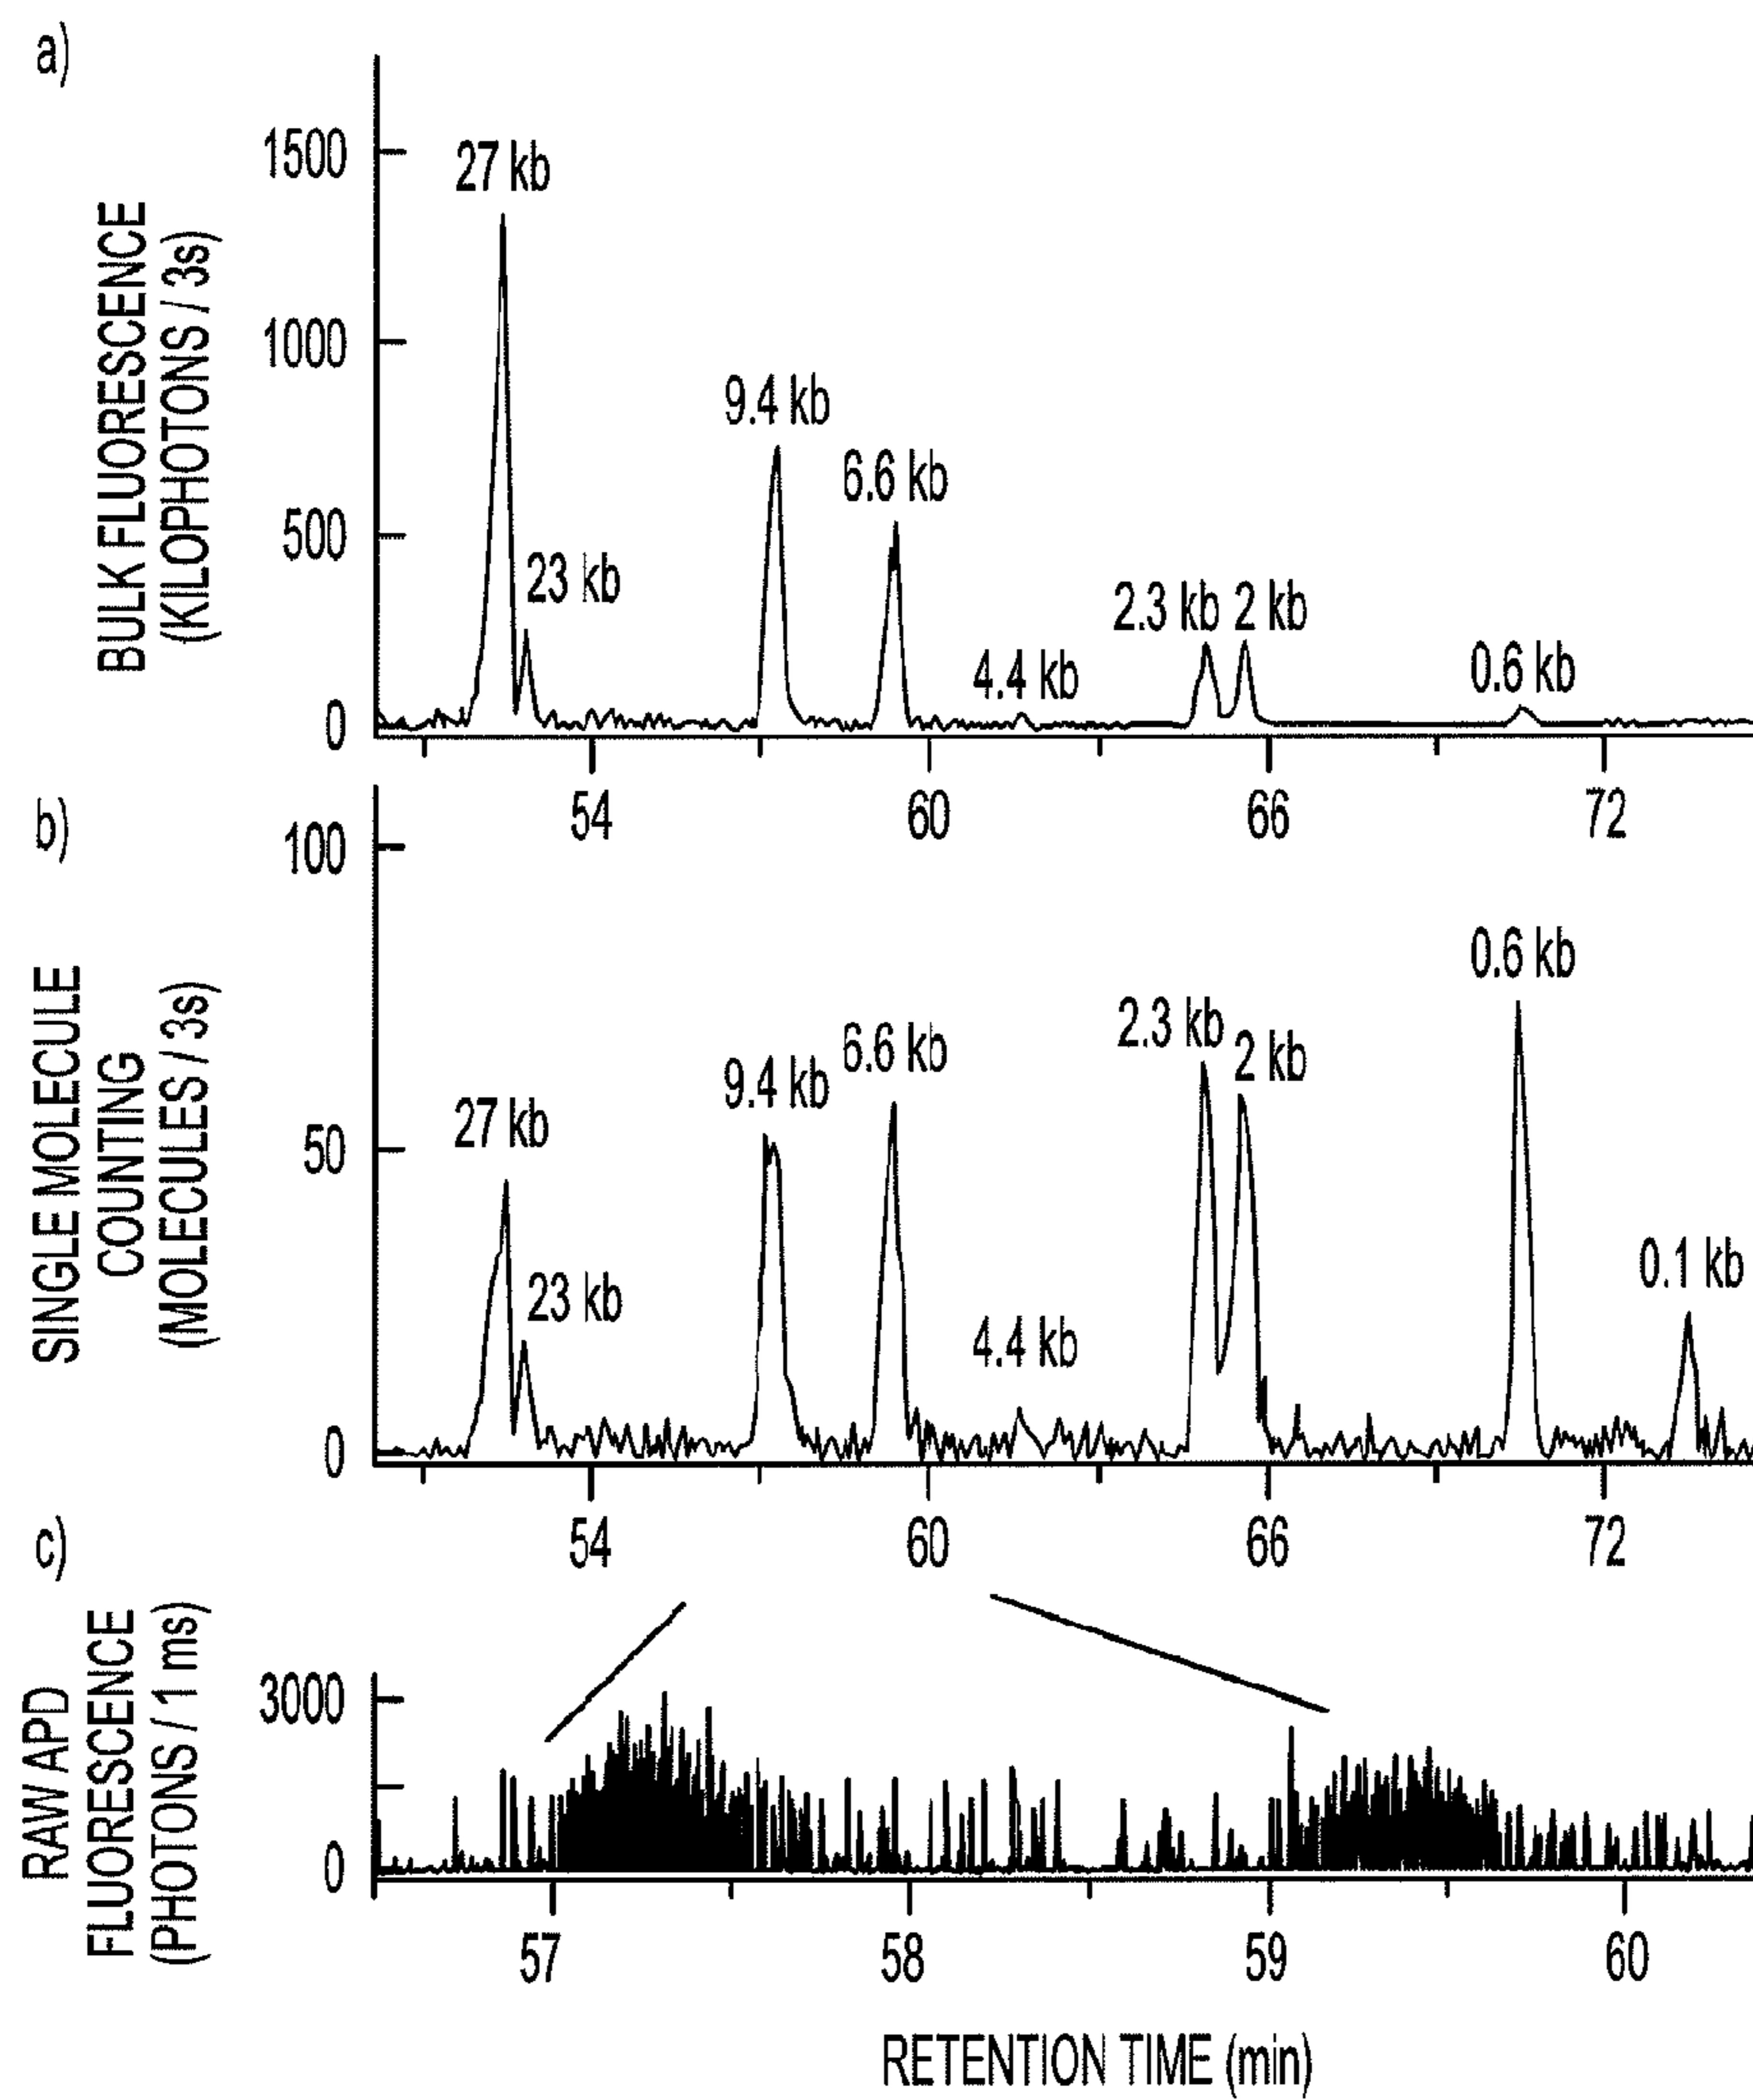 a)
BULK FLUORESCENCE
(KILOPHOTONS / 3s)
1500
1000
500
0
27 kb
23 kb
9.4 kb
6.6 kb
4.4 kb
2.3 kb
2 kb
0.6 kb
54
60
66
72
b)
SINGLE MOLECULE
COUNTING
(MOLECULES / 3s)
100
50
0
27 kb
23 kb
9.4 kb
6.6 kb
4.4 kb
2.3 kb
2 kb
0.6 kb
0.1 kb
54
60
66
72
c)
RAW APD
FLUORESCENCE
(PHOTONS / 1 ms)
3000
0
57
58
59
60
RETENTION TIME (min)